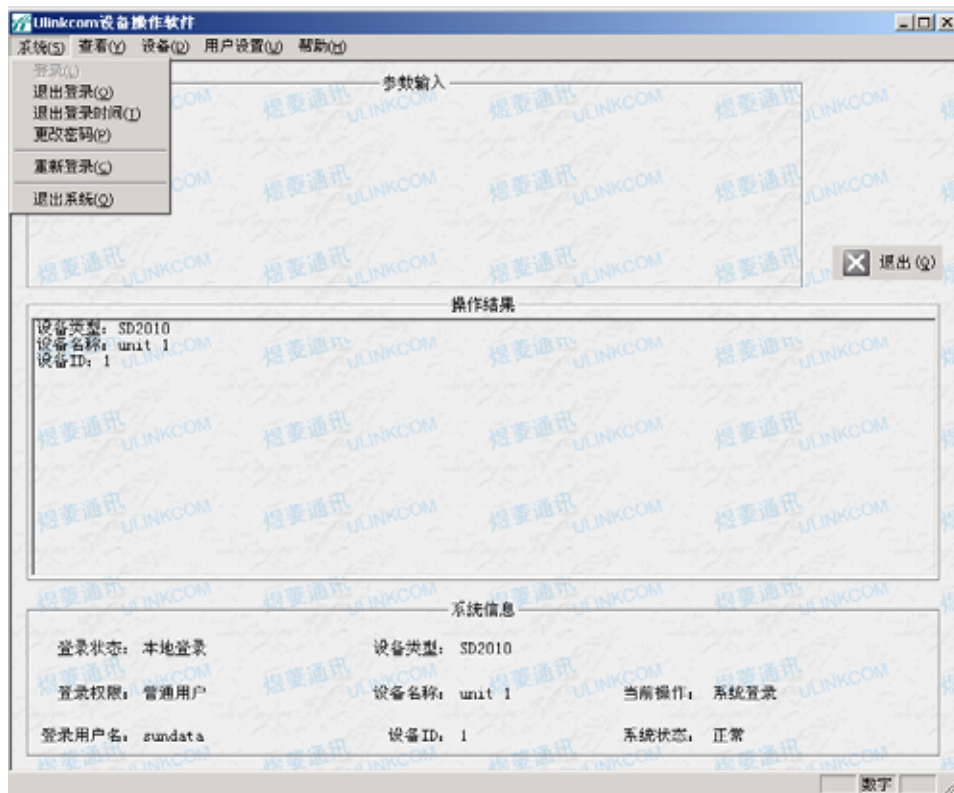 Ulinkcom设备操作软件
系统(S) 查看(Y) 设备(D) 用户设置(U) 帮助(H)
登录(L)
退出登录(O)
退出登录时间(T)
更改密码(P)
重新登录(C)
退出系统(Q)
参数输入
退出(Q)
操作结果
设备类型：SD2010
设备名称：unit 1
设备ID：1
系统信息
登录状态： 本地登录 设备类型： SD2010
登录权限： 普通用户 设备名称： unit 1 当前操作： 系统登录
登录用户名： sundata 设备ID： 1 系统状态： 正常
数字
煜菱通讯 ULINKCOM